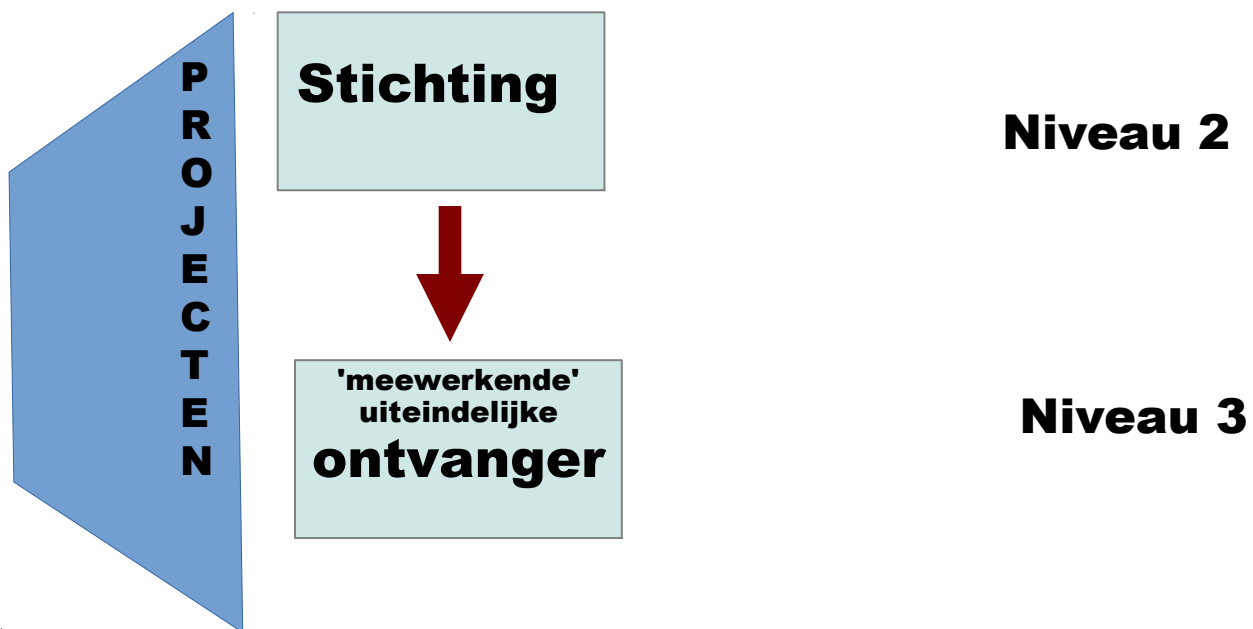 PROJECTEN
Stichting
Niveau 2
'meewerkende'
uiteindelijke
ontvanger
Niveau 3